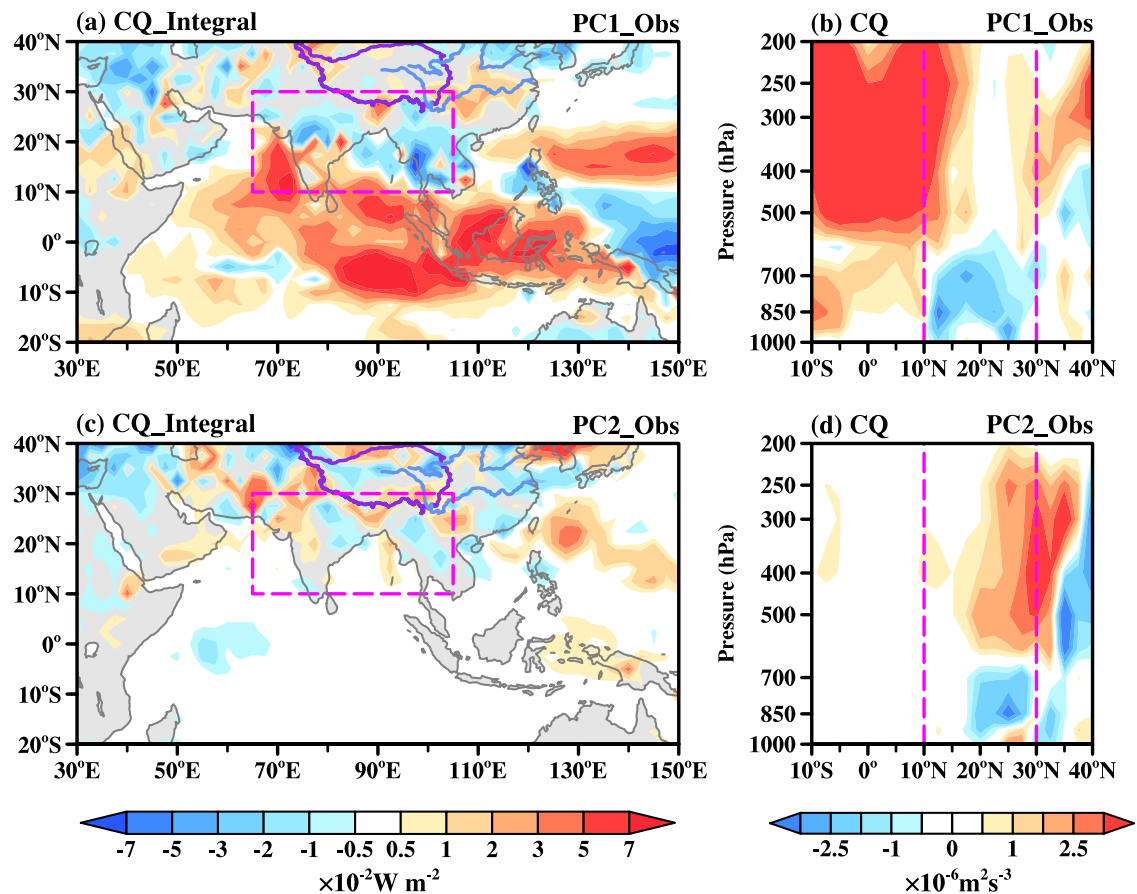 (a) CQ_Integral PC1_Obs
40°N
30°N
20°N
10°N
0°
10°S
20°S
30°E 50°E 70°E 90°E 110°E 130°E 150°E
(b) CQ PC1_Obs
Pressure (hPa)
200
250
300
400
500
700
850
1000
10°S 0° 10°N 20°N 30°N 40°N
(c) CQ_Integral PC2_Obs
40°N
30°N
20°N
10°N
0°
10°S
20°S
30°E 50°E 70°E 90°E 110°E 130°E 150°E
(d) CQ PC2_Obs
Pressure (hPa)
200
250
300
400
500
700
850
1000
10°S 0° 10°N 20°N 30°N 40°N
-7 -5 -3 -2 -1 -0.5 0.5 1 2 3 5 7
×10⁻²W m⁻²
-2.5 -1 0 1 2.5
×10⁻⁶m²s⁻³